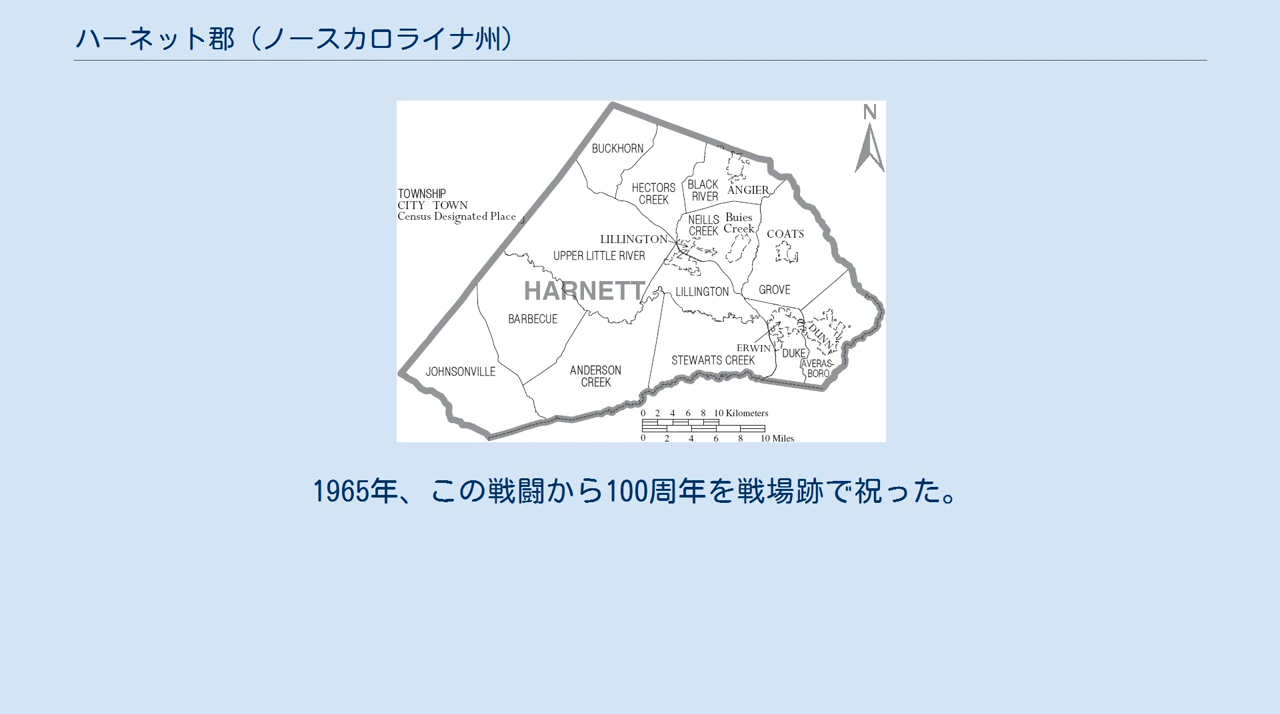 ハーネット郡（ノースカロライナ州）
N
BUCKHORN
HECTORS
CREEK
BLACK
RIVER
ANGIER
TOWNSHIP
CITY TOWN
Census Designated Place
NEILLS
CREEK
Buies
Creek
COATS
LILLINGTON
UPPER LITTLE RIVER
HARNETT
LILLINGTON
GROVE
BARBECUE
DUNN
ERWIN
DUKE
STEWARTS CREEK
AVERAS-
BORO
JOHNSONVILLE
ANDERSON
CREEK
0 2 4 6 8 10 Kilometers
0 2 4 6 8 10 Miles
1965年、この戦闘から100周年を戦場跡で祝った。